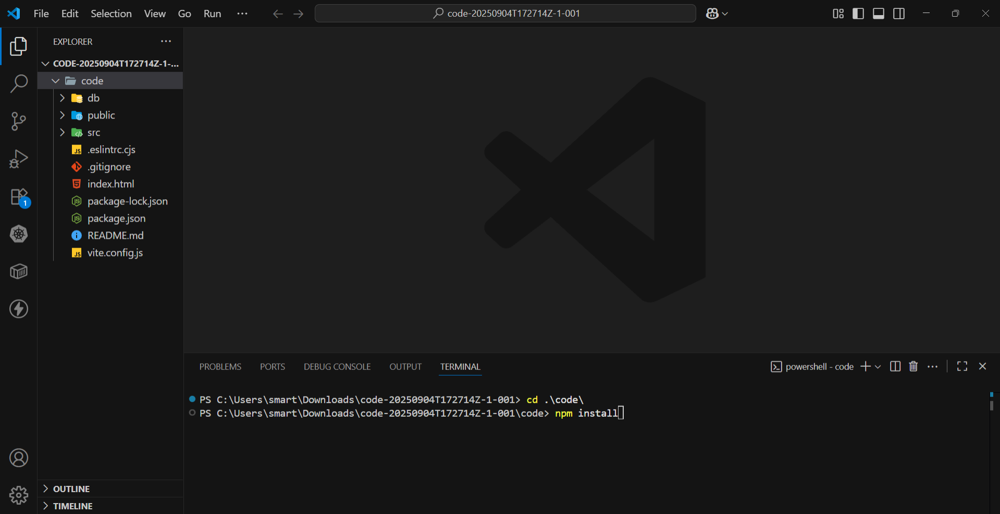 File Edit Selection View Go Run ··· code-20250904T172714Z-1-001
EXPLORER ···
CODE-20250904T172714Z-1-...
code
db
public
src
.eslintrc.cjs
.gitignore
index.html
package-lock.json
package.json
README.md
vite.config.js
1
OUTLINE
TIMELINE
PROBLEMS PORTS DEBUG CONSOLE OUTPUT TERMINAL powershell - code
PS C:\Users\smart\Downloads\code-20250904T172714Z-1-001> cd .\code\
PS C:\Users\smart\Downloads\code-20250904T172714Z-1-001\code> npm install